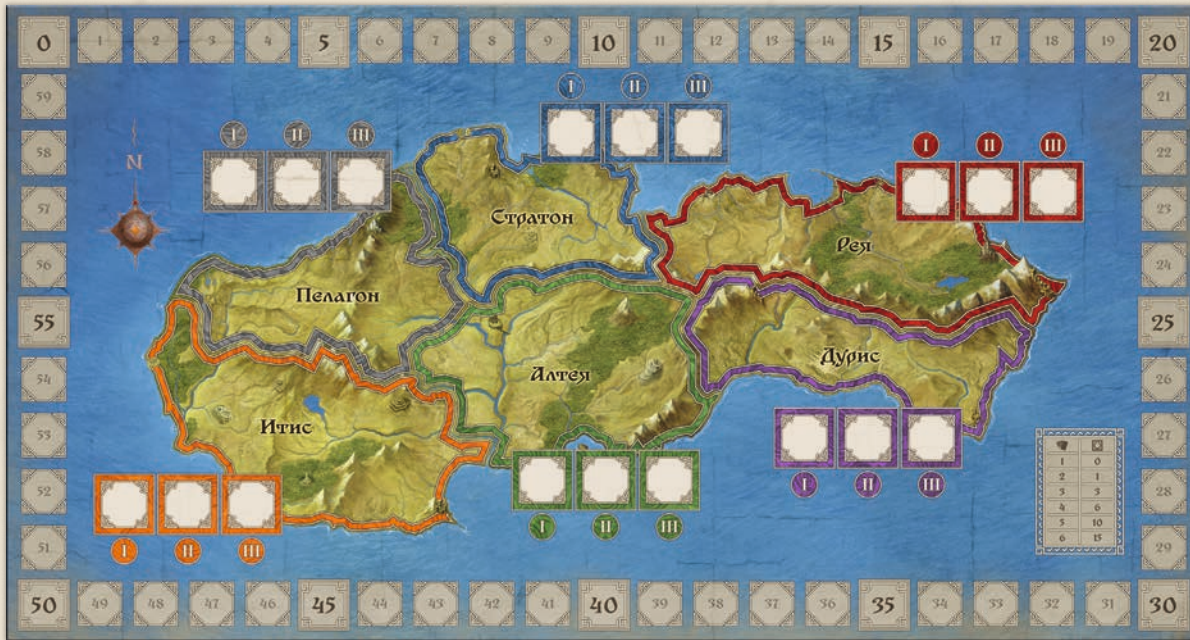 0 1 2 3 4 5 6 7 8 9 10 11 12 13 14 15 16 17 18 19 20
59 21
I II III
58 22
I II III
N
I II III
57 23
Стратон
Рея
56 24
Пелагон
55 25
Дурис
Алтея
54 26
Итис
53 27
1 0
2 1
3 3
4 6
5 10
6 15
I II III
52 28
I II III
51 29
I II III
50 49 48 47 46 45 44 43 42 41 40 39 38 37 36 35 34 33 32 31 30